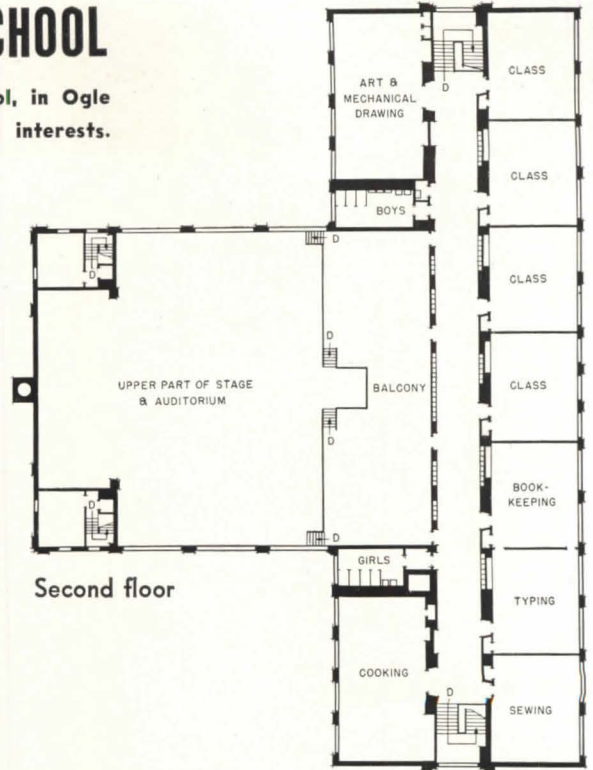 CHOOL
ol, in Ogle
interests.
ART &
MECHANICAL
DRAWING
D
CLASS
CLASS
BOYS
D
D
CLASS
D
UPPER PART OF STAGE
& AUDITORIUM
BALCONY
CLASS
D
D
BOOK-
KEEPING
D
GIRLS
Second floor
TYPING
COOKING
D
SEWING